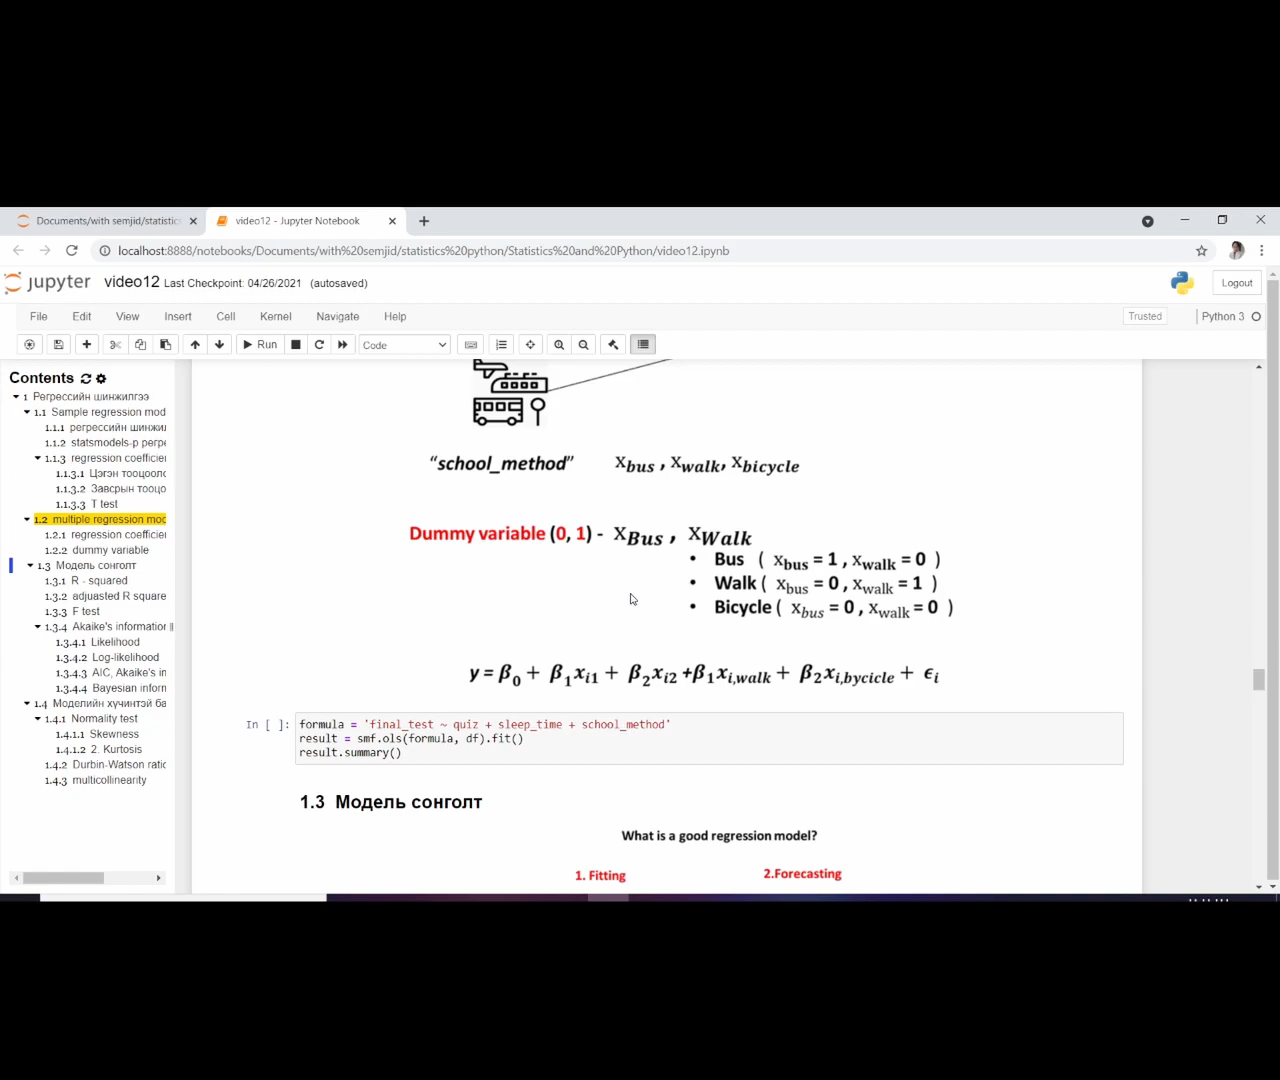 Documents/with semjid/statistic
video12 - Jupyter Notebook
localhost:8888/notebooks/Documents/with%20semjid/statistics%20python/Statistics%20and%20Python/video12.ipynb
jupyter video12 Last Checkpoint: 04/26/2021 (autosaved)
Logout
File Edit View Insert Cell Kernel Navigate Help
Trusted
Python 3
Run
Code
Contents
1 Регрессийн шинжилгээ
1.1 Sample regression mod
1.1.1 регрессийн шинжи
1.1.2 statsmodels-р регре
1.1.3 regression coefficie
1.1.3.1 Цэгэн тооцооло
1.1.3.2 Завсрын тооцо
1.1.3.3 T test
1.2 multiple regression mod
1.2.1 regression coefficie
1.2.2 dummy variable
1.3 Модель сонголт
1.3.1 R - squared
1.3.2 adjuasted R square
1.3.3 F test
1.3.4 Akaike's information
1.3.4.1 Likelihood
1.3.4.2 Log-likelihood
1.3.4.3 AIC, Akaike's in
1.3.4.4 Bayesian inforn
1.4 Моделийн хүчинтэй ба
1.4.1 Normality test
1.4.1.1 Skewness
1.4.1.2 2. Kurtosis
1.4.2 Durbin-Watson ratio
1.4.3 multicollinearity
“school_method” x_bus , x_walk, x_bicycle
Dummy variable (0, 1) - x_Bus , x_Walk
• Bus ( x_bus = 1 , x_walk = 0 )
• Walk ( x_bus = 0 , x_walk = 1 )
• Bicycle ( x_bus = 0 , x_walk = 0 )
y = β₀ + β₁x_i1 + β₂x_i2 +β₁x_i,walk + β₂x_i,bycicle + ϵ_i
In [ ]: formula = 'final_test ~ quiz + sleep_time + school_method'
result = smf.ols(formula, df).fit()
result.summary()
1.3 Модель сонголт
What is a good regression model?
1. Fitting
2.Forecasting